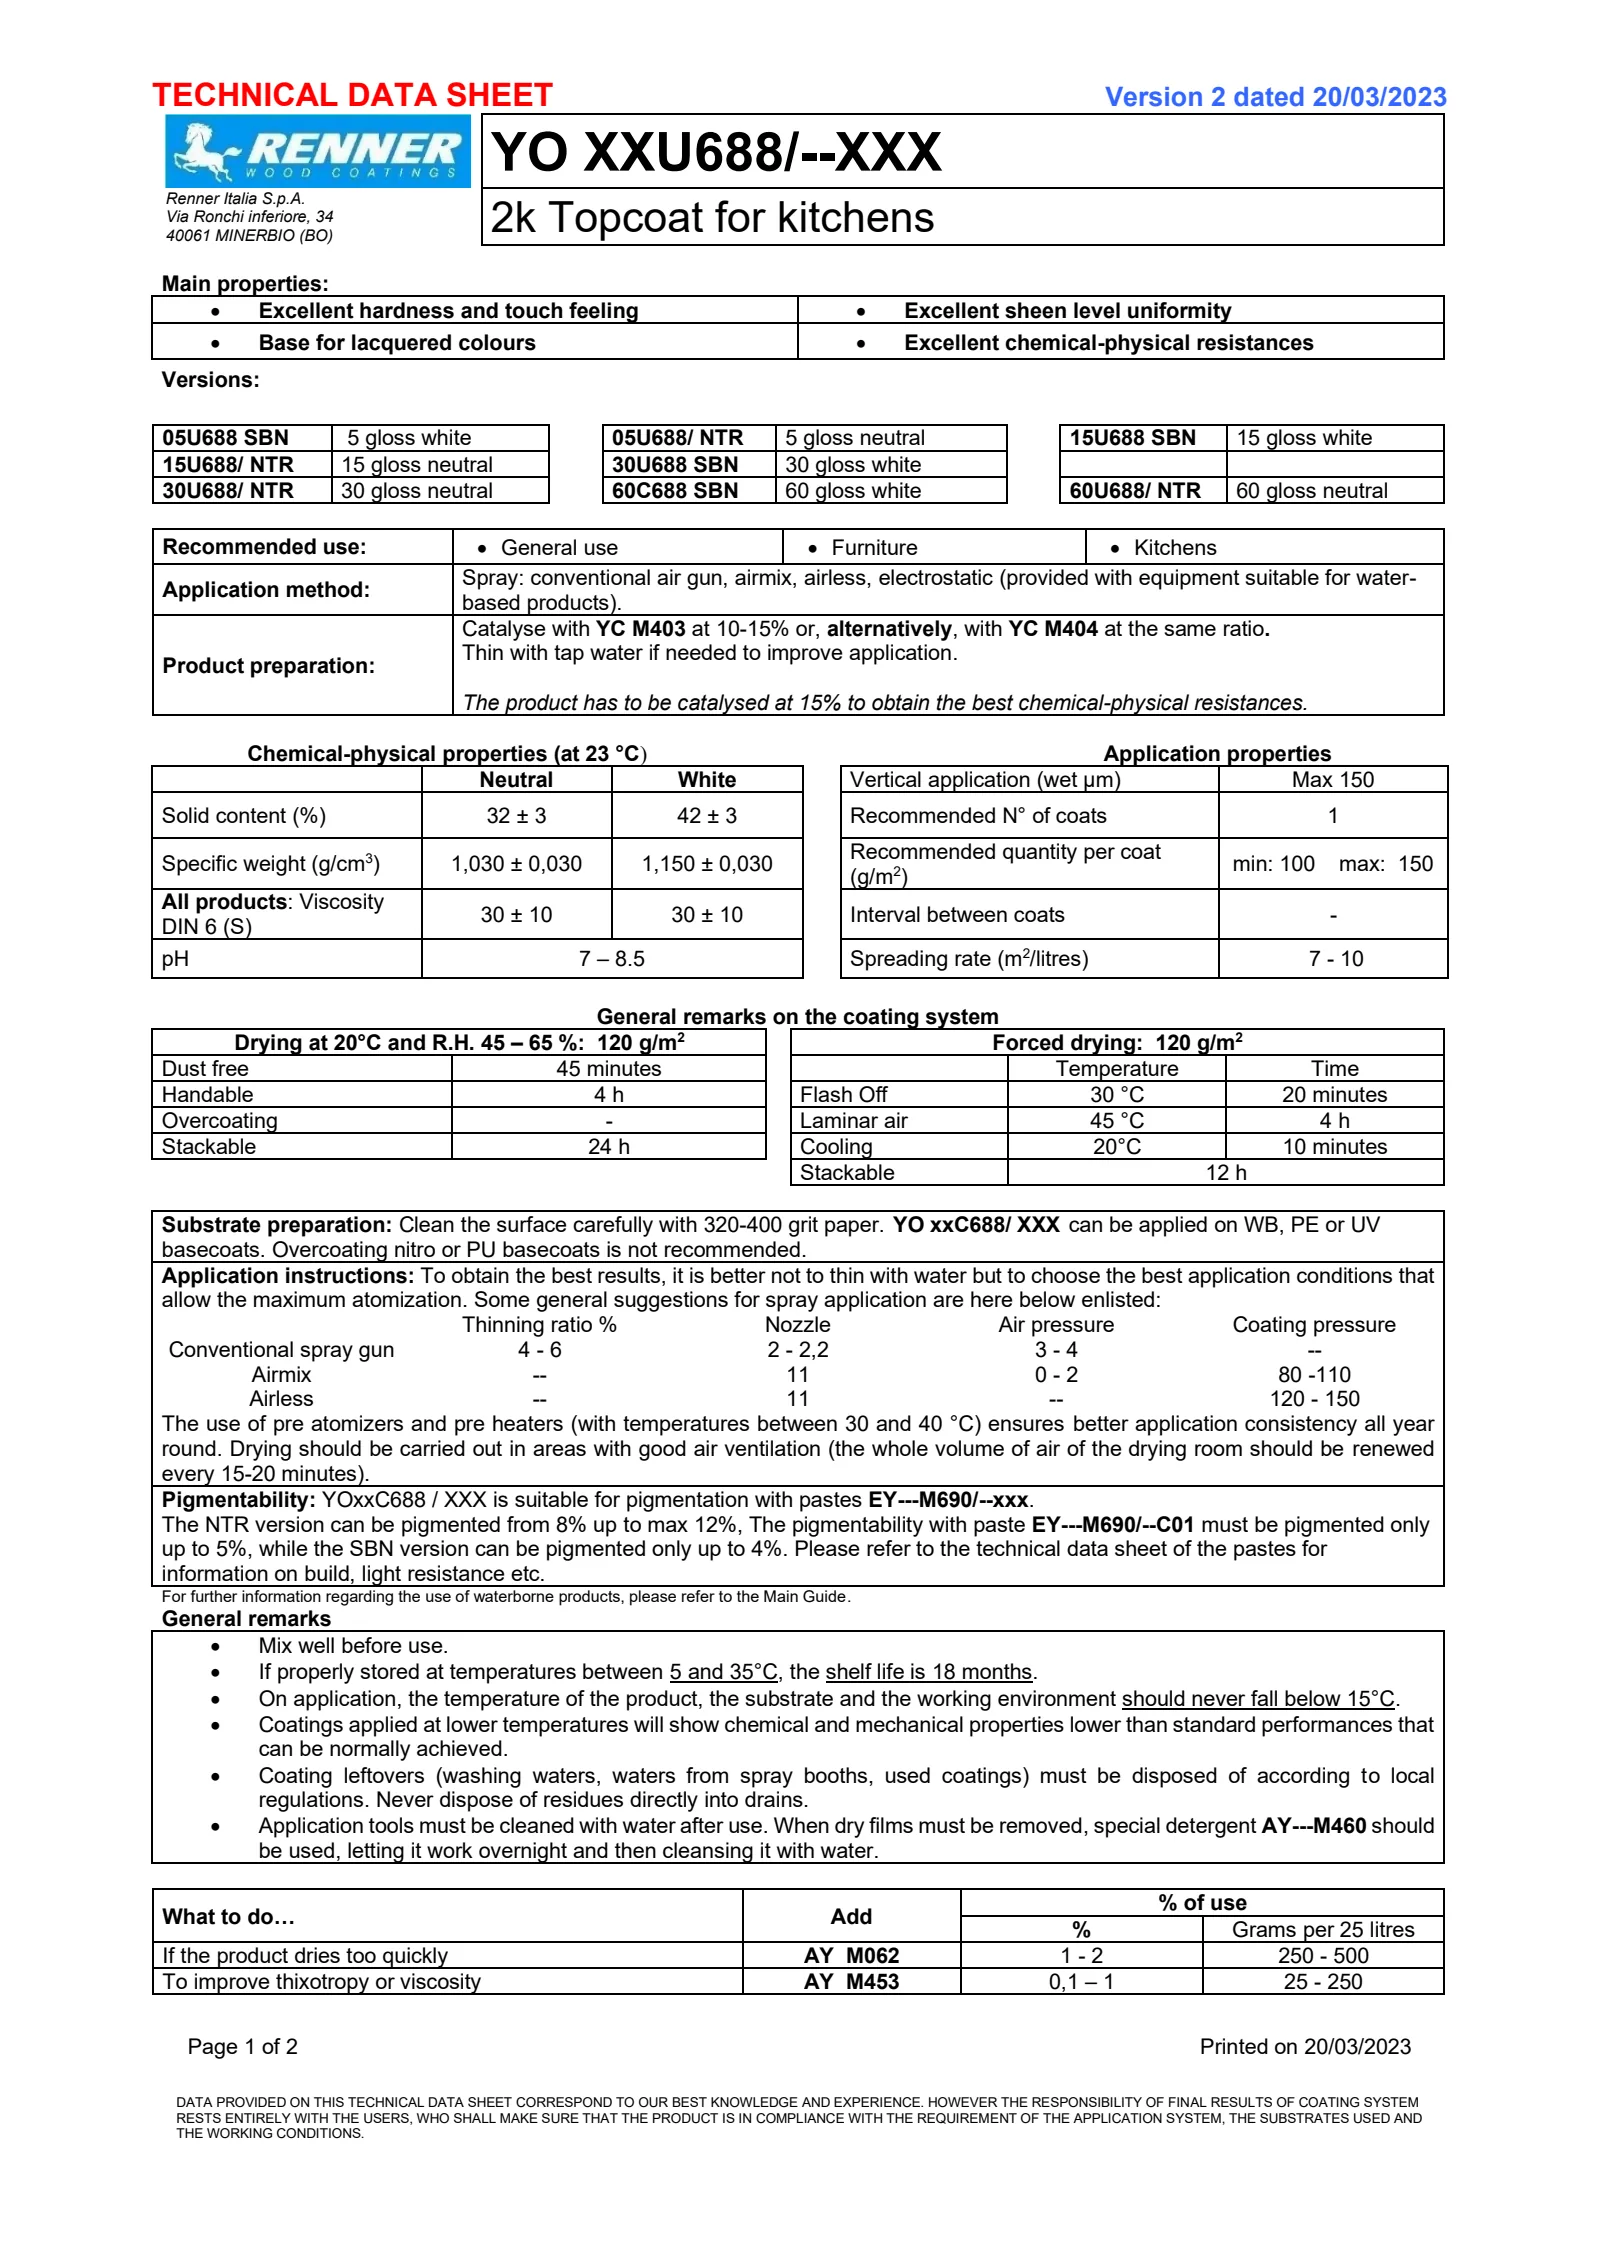 TECHNICAL DATA SHEET Version 2 dated 20/03/2023
RENNER
WOOD COATINGS
Renner Italia S.p.A.
Via Ronchi inferiore, 34
40061 MINERBIO (BO)
YO XXU688/--XXX
2k Topcoat for kitchens
Main properties:
• Excellent hardness and touch feeling • Excellent sheen level uniformity
• Base for lacquered colours • Excellent chemical-physical resistances
Versions:
05U688 SBN 5 gloss white 05U688/ NTR 5 gloss neutral 15U688 SBN 15 gloss white
15U688/ NTR 15 gloss neutral 30U688 SBN 30 gloss white
30U688/ NTR 30 gloss neutral 60C688 SBN 60 gloss white 60U688/ NTR 60 gloss neutral
Recommended use: • General use • Furniture • Kitchens
Application method: Spray: conventional air gun, airmix, airless, electrostatic (provided with equipment suitable for water-
based products).
Product preparation: Catalyse with YC M403 at 10-15% or, alternatively, with YC M404 at the same ratio.
Thin with tap water if needed to improve application.
The product has to be catalysed at 15% to obtain the best chemical-physical resistances.
Chemical-physical properties (at 23 °C)
Neutral White
Solid content (%) 32 ± 3 42 ± 3
Specific weight (g/cm³) 1,030 ± 0,030 1,150 ± 0,030
All products: Viscosity
DIN 6 (S) 30 ± 10 30 ± 10
pH 7 – 8.5
Application properties
Vertical application (wet µm) Max 150
Recommended N° of coats 1
Recommended quantity per coat
(g/m²) min: 100 max: 150
Interval between coats -
Spreading rate (m²/litres) 7 - 10
General remarks on the coating system
Drying at 20°C and R.H. 45 – 65 %: 120 g/m²
Dust free 45 minutes
Handable 4 h
Overcoating -
Stackable 24 h
Forced drying: 120 g/m²
Temperature Time
Flash Off 30 °C 20 minutes
Laminar air 45 °C 4 h
Cooling 20°C 10 minutes
Stackable 12 h
Substrate preparation: Clean the surface carefully with 320-400 grit paper. YO xxC688/ XXX can be applied on WB, PE or UV
basecoats. Overcoating nitro or PU basecoats is not recommended.
Application instructions: To obtain the best results, it is better not to thin with water but to choose the best application conditions that
allow the maximum atomization. Some general suggestions for spray application are here below enlisted:
Thinning ratio % Nozzle Air pressure Coating pressure
Conventional spray gun 4 - 6 2 - 2,2 3 - 4 --
Airmix -- 11 0 - 2 80 -110
Airless -- 11 -- 120 - 150
The use of pre atomizers and pre heaters (with temperatures between 30 and 40 °C) ensures better application consistency all year
round. Drying should be carried out in areas with good air ventilation (the whole volume of air of the drying room should be renewed
every 15-20 minutes).
Pigmentability: YOxxC688 / XXX is suitable for pigmentation with pastes EY---M690/--xxx.
The NTR version can be pigmented from 8% up to max 12%, The pigmentability with paste EY---M690/--C01 must be pigmented only
up to 5%, while the SBN version can be pigmented only up to 4%. Please refer to the technical data sheet of the pastes for
information on build, light resistance etc.
For further information regarding the use of waterborne products, please refer to the Main Guide.
General remarks
• Mix well before use.
• If properly stored at temperatures between 5 and 35°C, the shelf life is 18 months.
• On application, the temperature of the product, the substrate and the working environment should never fall below 15°C.
• Coatings applied at lower temperatures will show chemical and mechanical properties lower than standard performances that
can be normally achieved.
• Coating leftovers (washing waters, waters from spray booths, used coatings) must be disposed of according to local
regulations. Never dispose of residues directly into drains.
• Application tools must be cleaned with water after use. When dry films must be removed, special detergent AY---M460 should
be used, letting it work overnight and then cleansing it with water.
What to do… Add % of use
% Grams per 25 litres
If the product dries too quickly AY M062 1 - 2 250 - 500
To improve thixotropy or viscosity AY M453 0,1 – 1 25 - 250
Page 1 of 2 Printed on 20/03/2023
DATA PROVIDED ON THIS TECHNICAL DATA SHEET CORRESPOND TO OUR BEST KNOWLEDGE AND EXPERIENCE. HOWEVER THE RESPONSIBILITY OF FINAL RESULTS OF COATING SYSTEM
RESTS ENTIRELY WITH THE USERS, WHO SHALL MAKE SURE THAT THE PRODUCT IS IN COMPLIANCE WITH THE REQUIREMENT OF THE APPLICATION SYSTEM, THE SUBSTRATES USED AND
THE WORKING CONDITIONS.